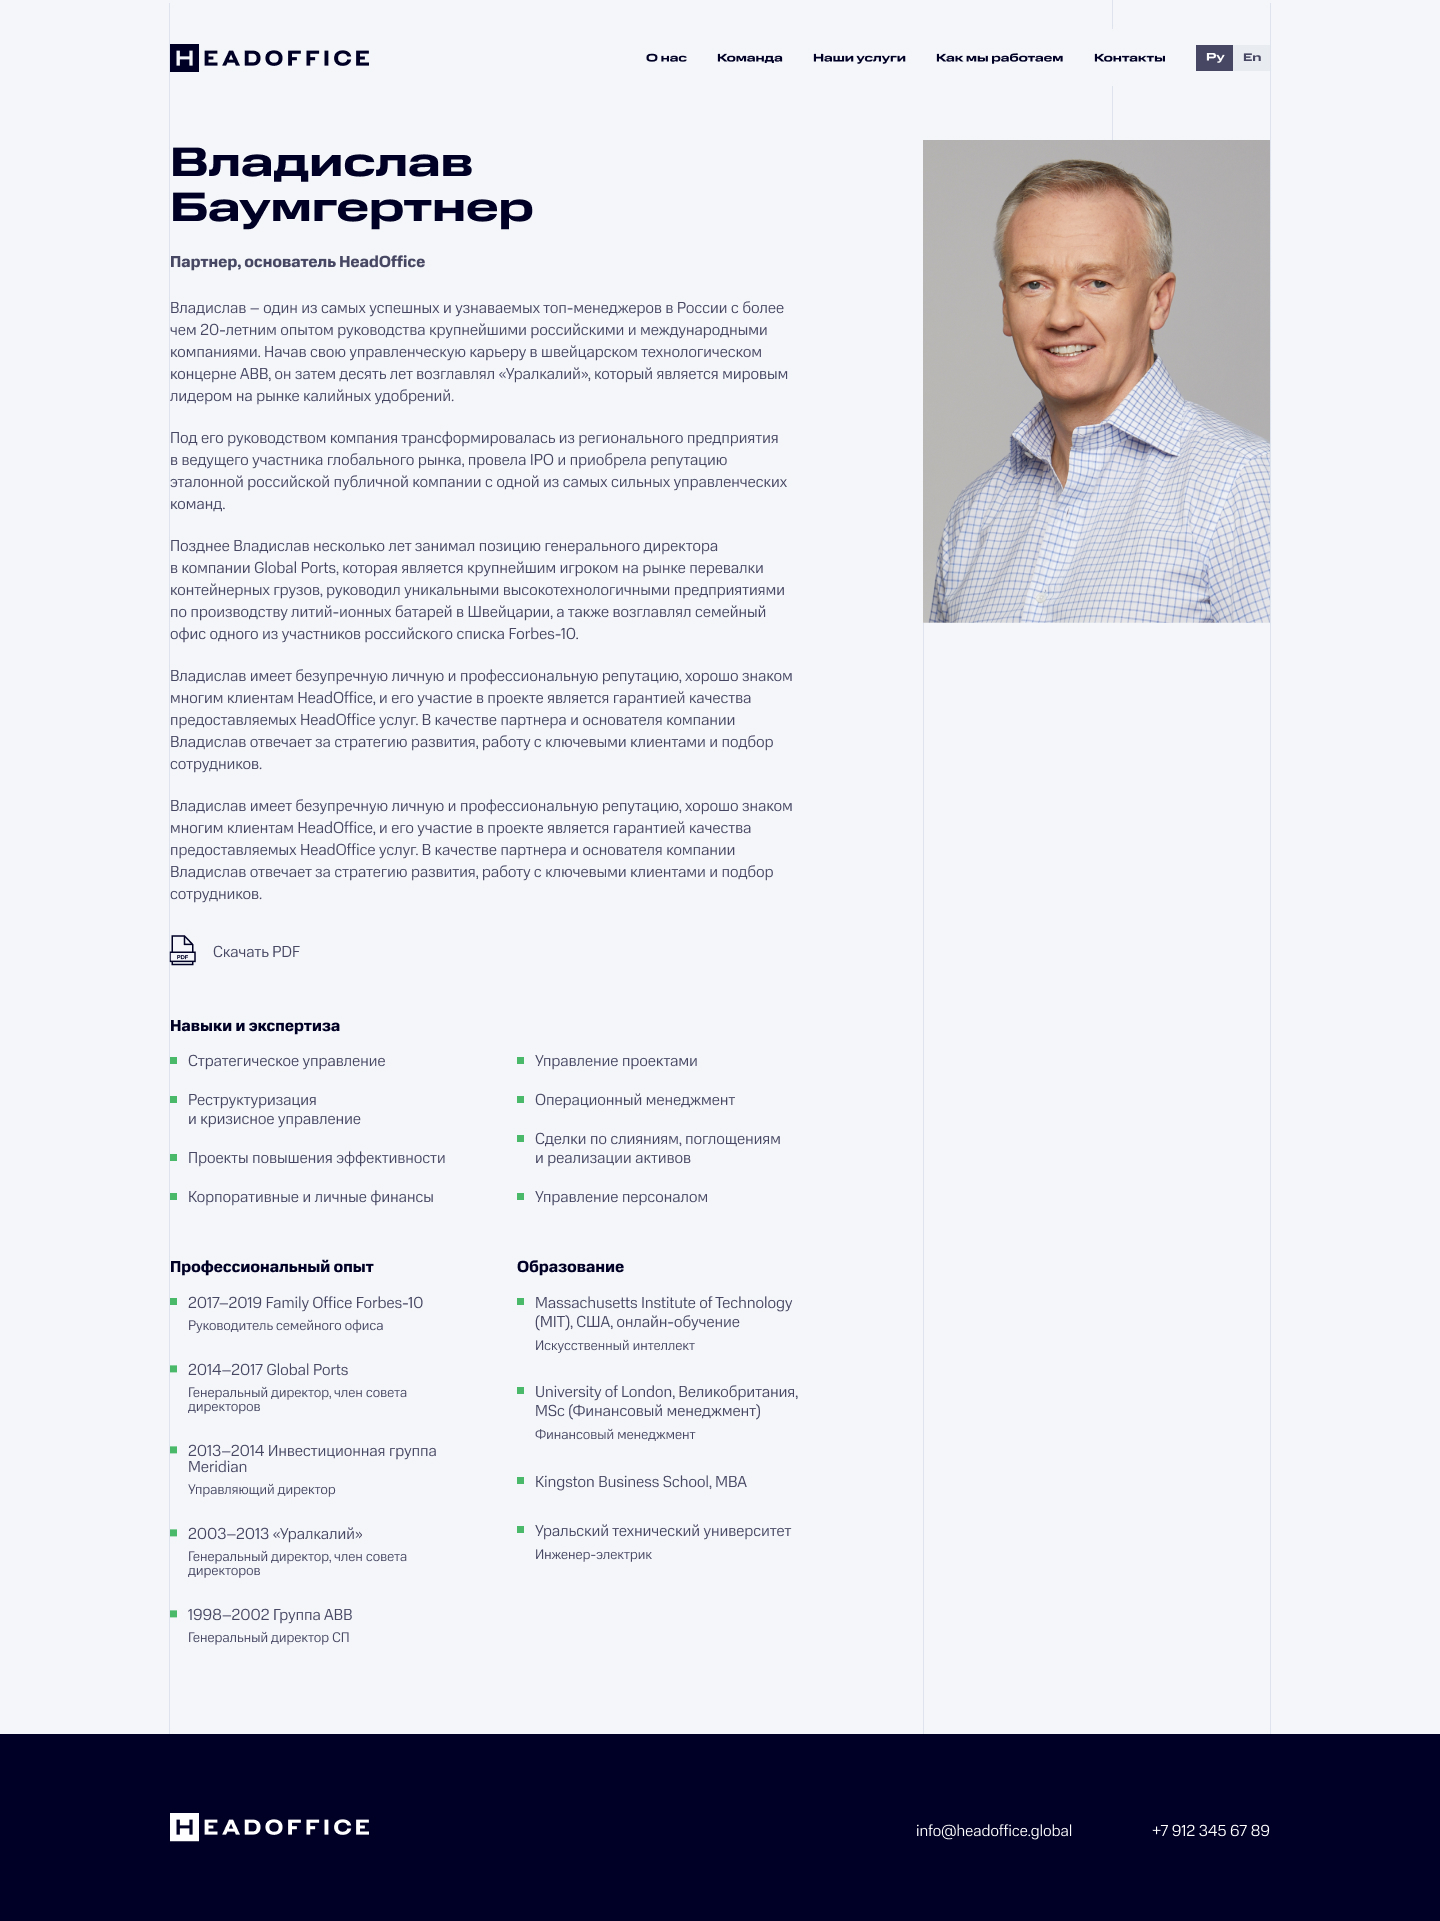 HEADOFFICE
О нас
Команда
Наши услуги
Как мы работаем
Контакты
Ру
En
Владислав
Баумгертнер
Партнер, основатель HeadOffice
Владислав – один из самых успешных и узнаваемых топ-менеджеров в России с более
чем 20-летним опытом руководства крупнейшими российскими и международными
компаниями. Начав свою управленческую карьеру в швейцарском технологическом
концерне ABB, он затем десять лет возглавлял «Уралкалий», который является мировым
лидером на рынке калийных удобрений.
Под его руководством компания трансформировалась из регионального предприятия
в ведущего участника глобального рынка, провела IPO и приобрела репутацию
эталонной российской публичной компании с одной из самых сильных управленческих
команд.
Позднее Владислав несколько лет занимал позицию генерального директора
в компании Global Ports, которая является крупнейшим игроком на рынке перевалки
контейнерных грузов, руководил уникальными высокотехнологичными предприятиями
по производству литий-ионных батарей в Швейцарии, а также возглавлял семейный
офис одного из участников российского списка Forbes-10.
Владислав имеет безупречную личную и профессиональную репутацию, хорошо знаком
многим клиентам HeadOffice, и его участие в проекте является гарантией качества
предоставляемых HeadOffice услуг. В качестве партнера и основателя компании
Владислав отвечает за стратегию развития, работу с ключевыми клиентами и подбор
сотрудников.
Владислав имеет безупречную личную и профессиональную репутацию, хорошо знаком
многим клиентам HeadOffice, и его участие в проекте является гарантией качества
предоставляемых HeadOffice услуг. В качестве партнера и основателя компании
Владислав отвечает за стратегию развития, работу с ключевыми клиентами и подбор
сотрудников.
PDF
Скачать PDF
Навыки и экспертиза
Стратегическое управление
Реструктуризация
и кризисное управление
Проекты повышения эффективности
Корпоративные и личные финансы
Управление проектами
Операционный менеджмент
Сделки по слияниям, поглощениям
и реализации активов
Управление персоналом
Профессиональный опыт
2017–2019 Family Office Forbes-10
Руководитель семейного офиса
2014–2017 Global Ports
Генеральный директор, член совета
директоров
2013–2014 Инвестиционная группа
Meridian
Управляющий директор
2003–2013 «Уралкалий»
Генеральный директор, член совета
директоров
1998–2002 Группа ABB
Генеральный директор СП
Образование
Massachusetts Institute of Technology
(MIT), США, онлайн-обучение
Искусственный интеллект
University of London, Великобритания,
MSc (Финансовый менеджмент)
Финансовый менеджмент
Kingston Business School, MBA
Уральский технический университет
Инженер-электрик
HEADOFFICE
info@headoffice.global
+7 912 345 67 89